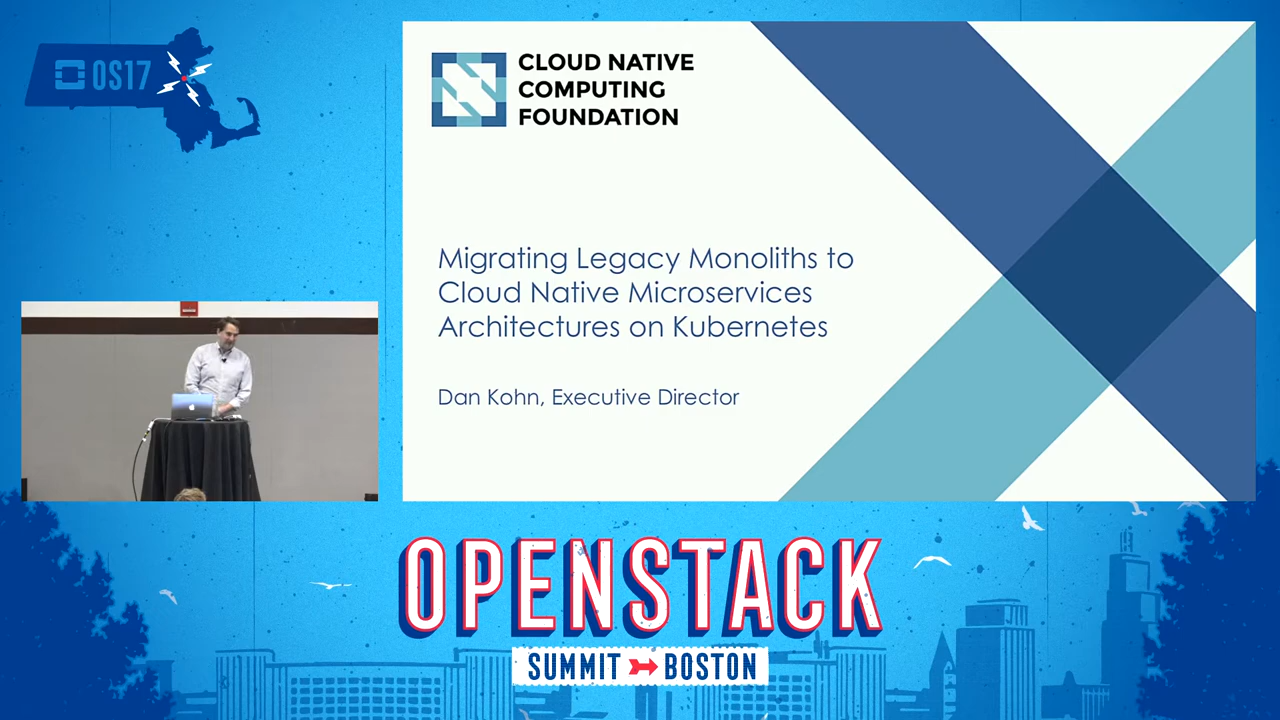 OS17
CLOUD NATIVE
COMPUTING
FOUNDATION
Migrating Legacy Monoliths to
Cloud Native Microservices
Architectures on Kubernetes
Dan Kohn, Executive Director
OPENSTACK
SUMMIT BOSTON